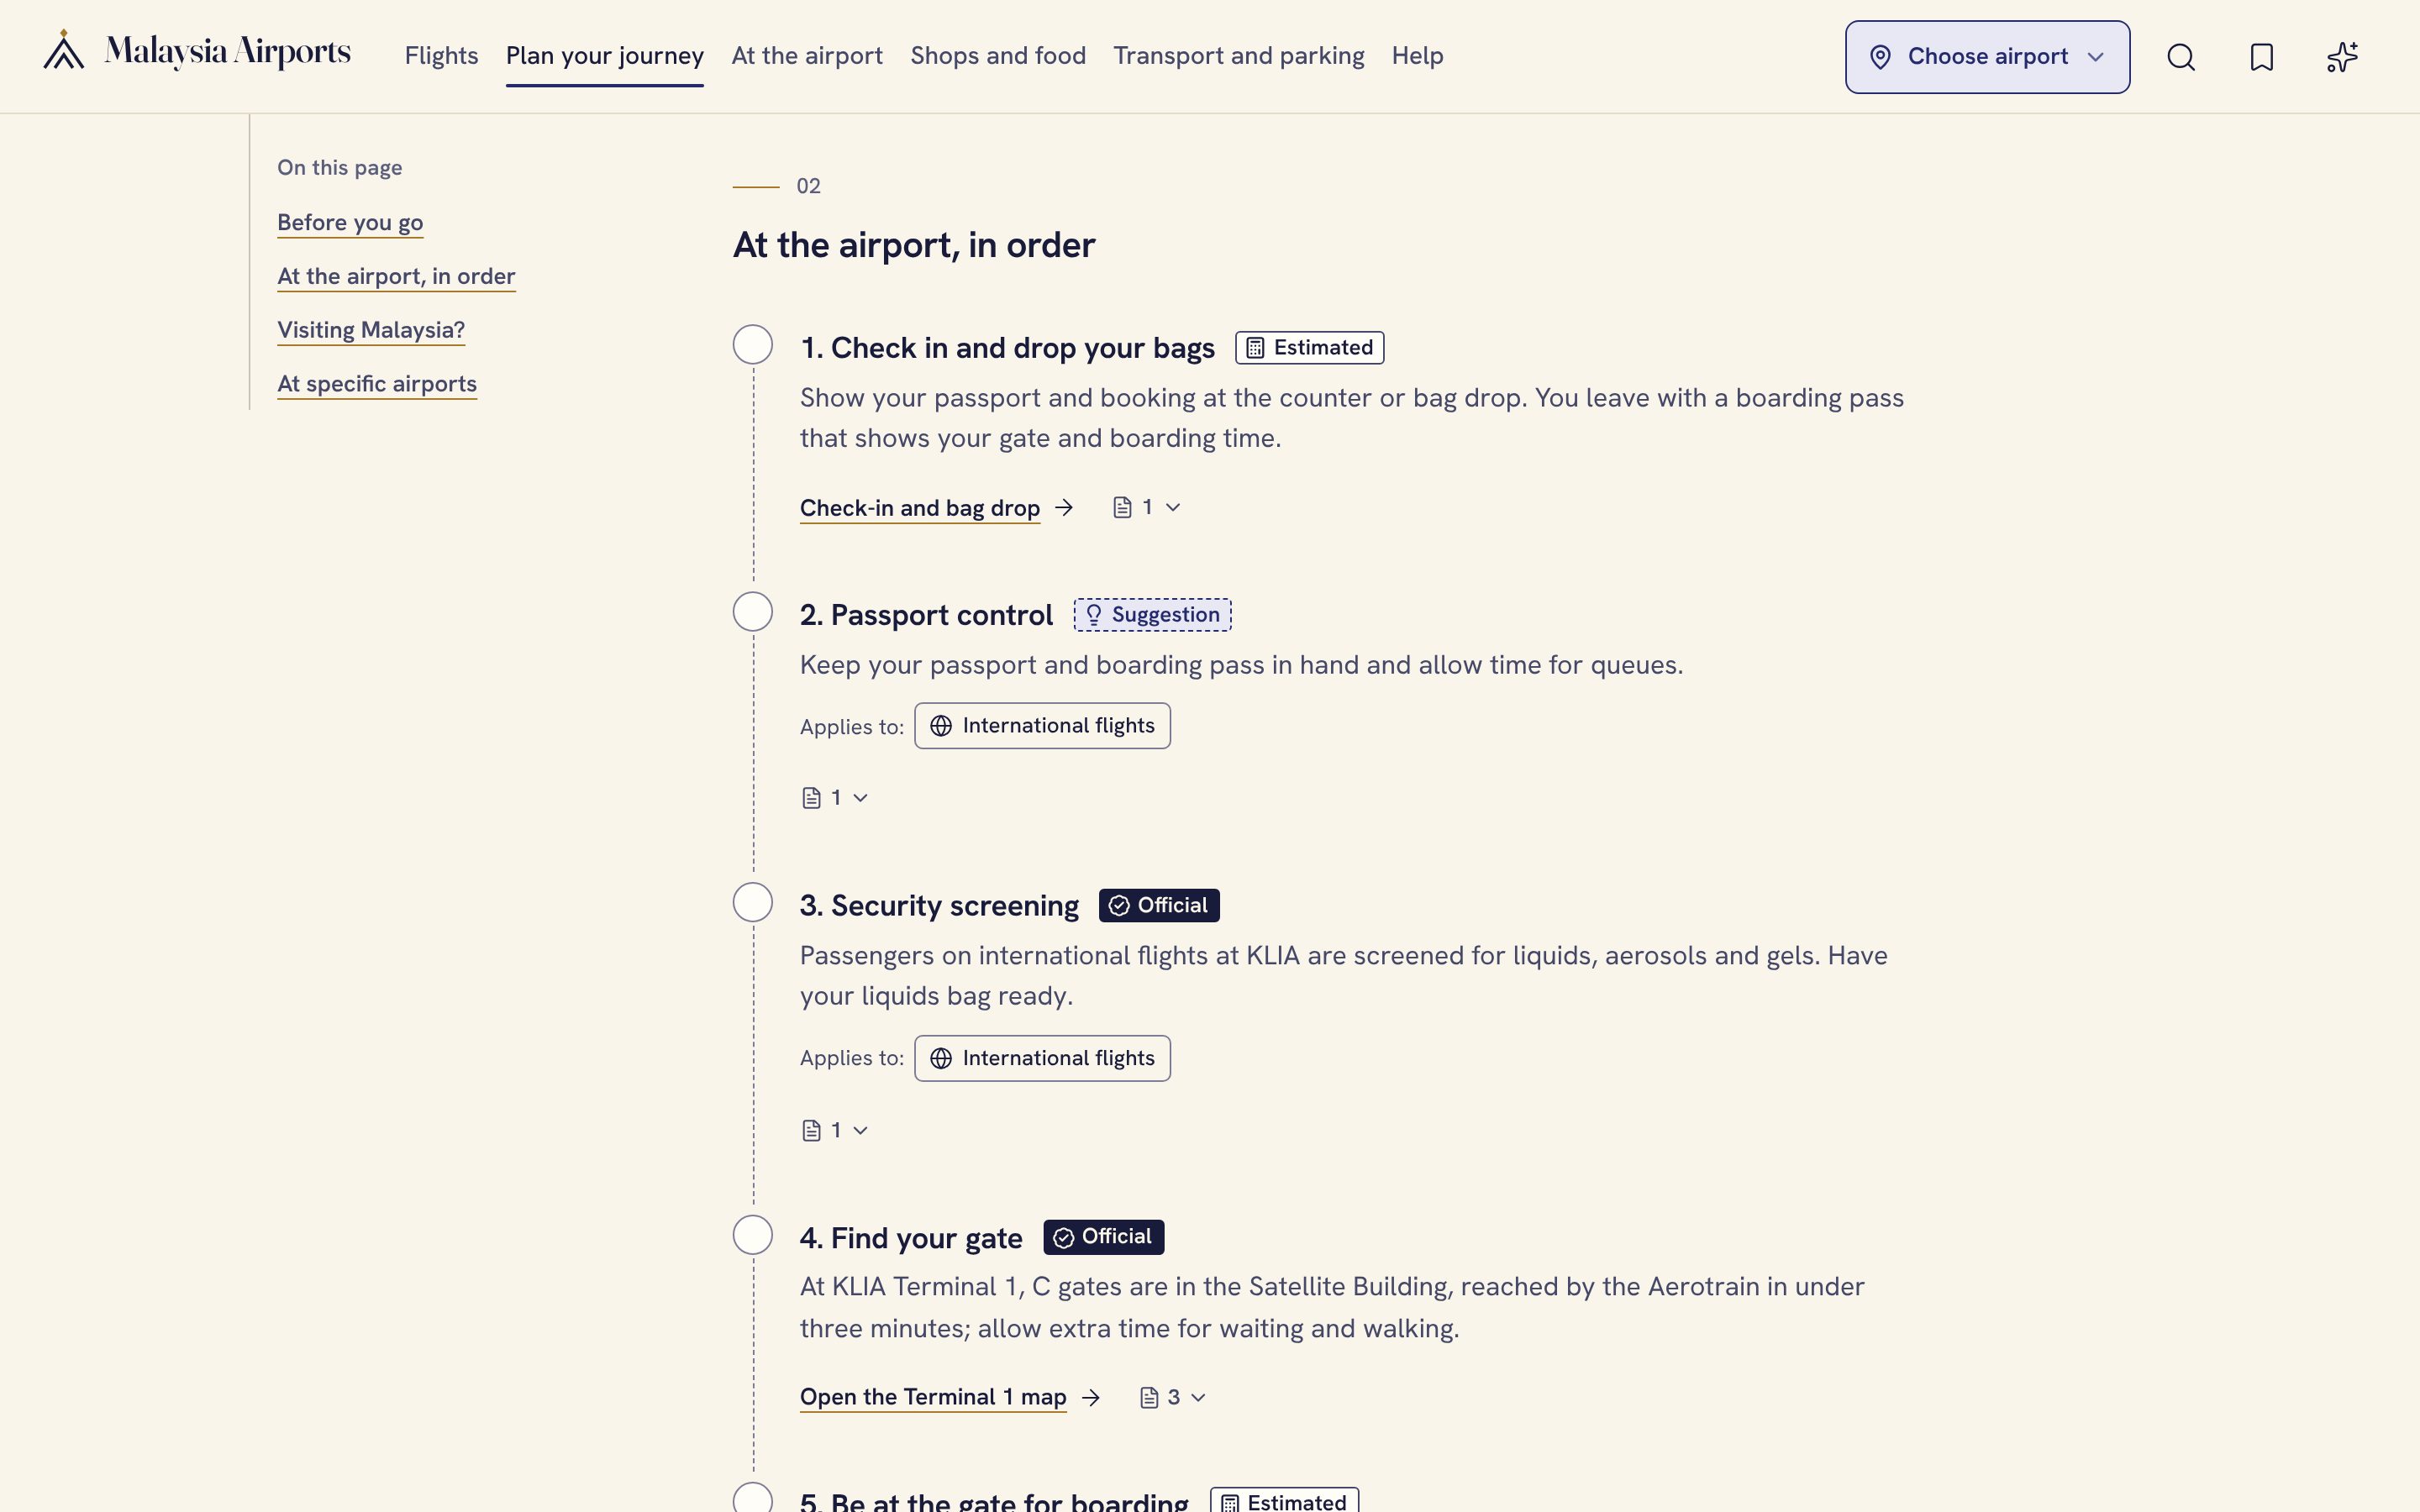 Malaysia Airports
Flights
Plan your journey
At the airport
Shops and food
Transport and parking
Help
Choose airport
On this page
Before you go
At the airport, in order
Visiting Malaysia?
At specific airports
02
At the airport, in order
1. Check in and drop your bags
Estimated
Show your passport and booking at the counter or bag drop. You leave with a boarding pass
that shows your gate and boarding time.
Check-in and bag drop →
1
2. Passport control
Suggestion
Keep your passport and boarding pass in hand and allow time for queues.
Applies to:
International flights
1
3. Security screening
Official
Passengers on international flights at KLIA are screened for liquids, aerosols and gels. Have
your liquids bag ready.
Applies to:
International flights
1
4. Find your gate
Official
At KLIA Terminal 1, C gates are in the Satellite Building, reached by the Aerotrain in under
three minutes; allow extra time for waiting and walking.
Open the Terminal 1 map →
3
5. Be at the gate for boarding
Estimated